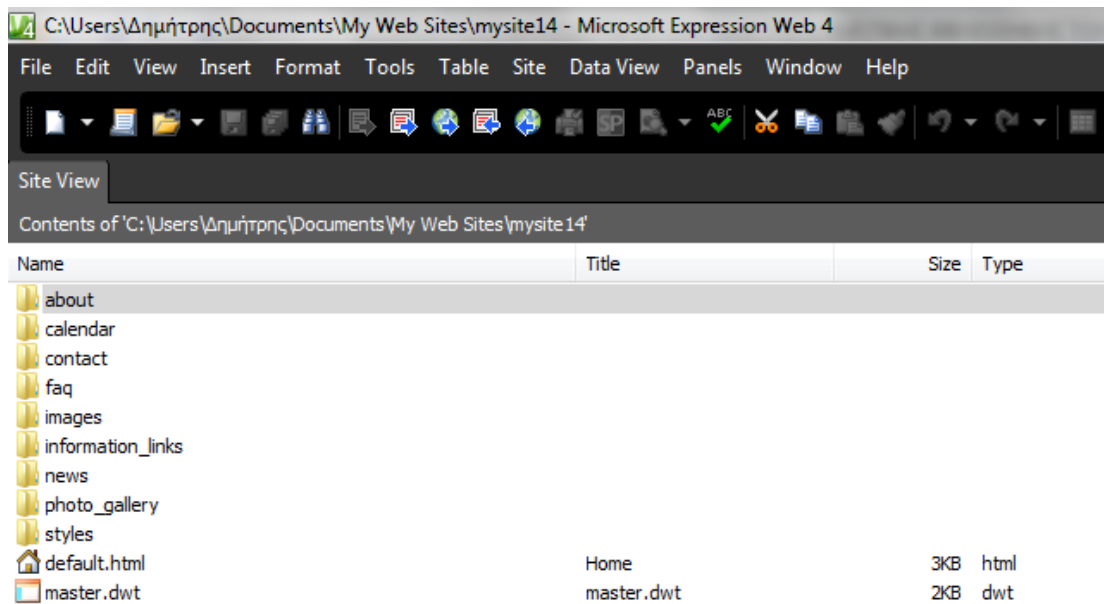 C:\Users\Δημήτρης\Documents\My Web Sites\mysite14 - Microsoft Expression Web 4
File Edit View Insert Format Tools Table Site Data View Panels Window Help
SP ABC
Site View
Contents of 'C:\Users\Δημήτρης\Documents\My Web Sites\mysite14'
Name Title Size Type
about
calendar
contact
faq
images
information_links
news
photo_gallery
styles
default.html Home 3KB html
master.dwt master.dwt 2KB dwt